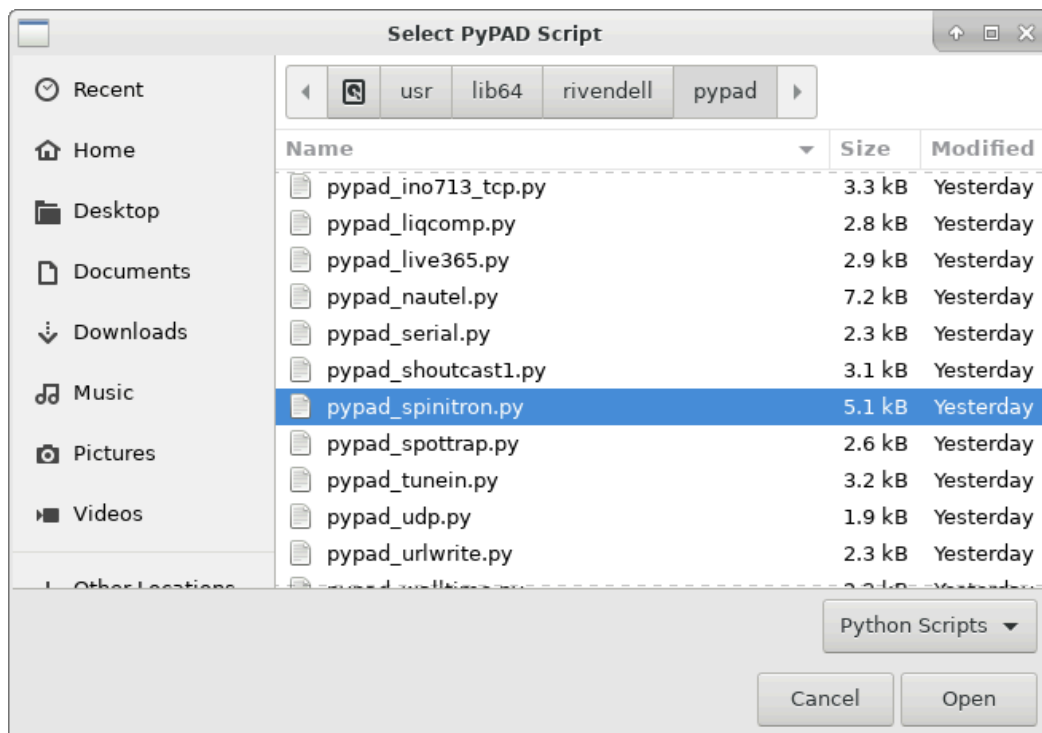 Select PyPAD Script
Recent
Home
Desktop
Documents
Downloads
Music
Pictures
Videos
Other Locations
usr lib64 rivendell pypad
Name Size Modified
pypad_ino713_tcp.py 3.3 kB Yesterday
pypad_liqcomp.py 2.8 kB Yesterday
pypad_live365.py 2.9 kB Yesterday
pypad_nautel.py 7.2 kB Yesterday
pypad_serial.py 2.3 kB Yesterday
pypad_shoutcast1.py 3.1 kB Yesterday
pypad_spinitron.py 5.1 kB Yesterday
pypad_spottrap.py 2.6 kB Yesterday
pypad_tunein.py 3.2 kB Yesterday
pypad_udp.py 1.9 kB Yesterday
pypad_urlwrite.py 2.3 kB Yesterday
Python Scripts
Cancel Open